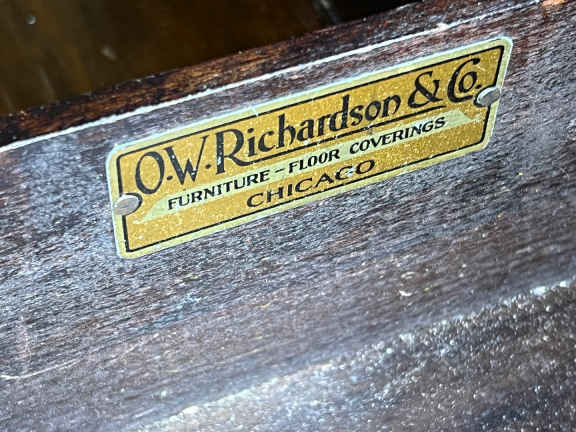 O.W. Richardson & Co.
FURNITURE - FLOOR COVERINGS
CHICAGO